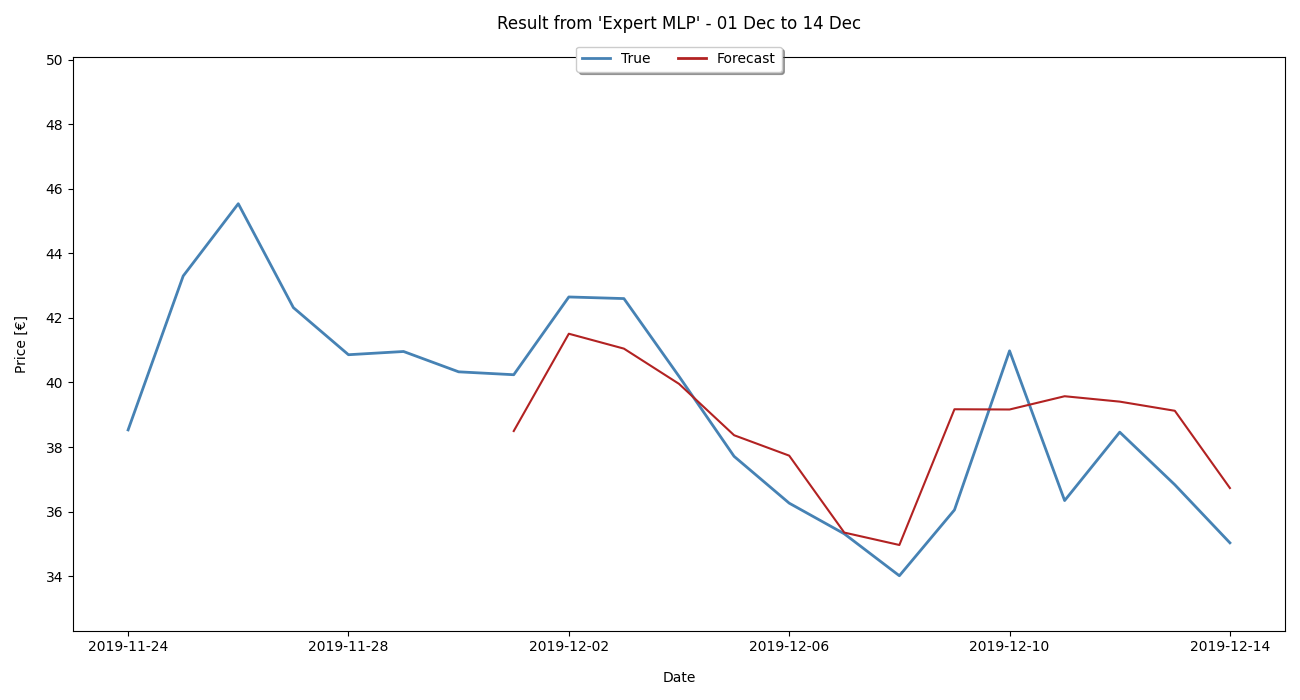 Result from 'Expert MLP' - 01 Dec to 14 Dec
True Forecast
50
48
46
44
42
40
38
36
34
Price [€]
2019-11-24 2019-11-28 2019-12-02 2019-12-06 2019-12-10 2019-12-14
Date